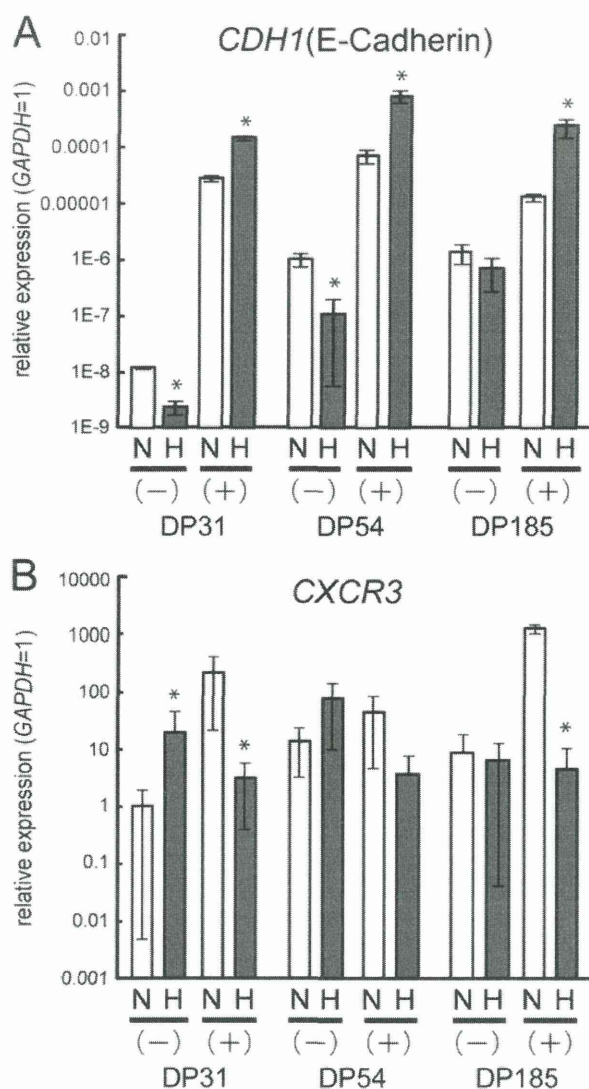 A
CDH1(E-Cadherin)
relative expression (GAPDH=1)
0.01
0.001
0.0001
0.00001
1E-6
1E-7
1E-8
1E-9
* * * * *
N H N H N H N H N H N H
(−) (+) (−) (+) (−) (+)
DP31 DP54 DP185
B
CXCR3
relative expression (GAPDH=1)
10000
1000
100
10
1
0.1
0.01
0.001
* * *
N H N H N H N H N H N H
(−) (+) (−) (+) (−) (+)
DP31 DP54 DP185